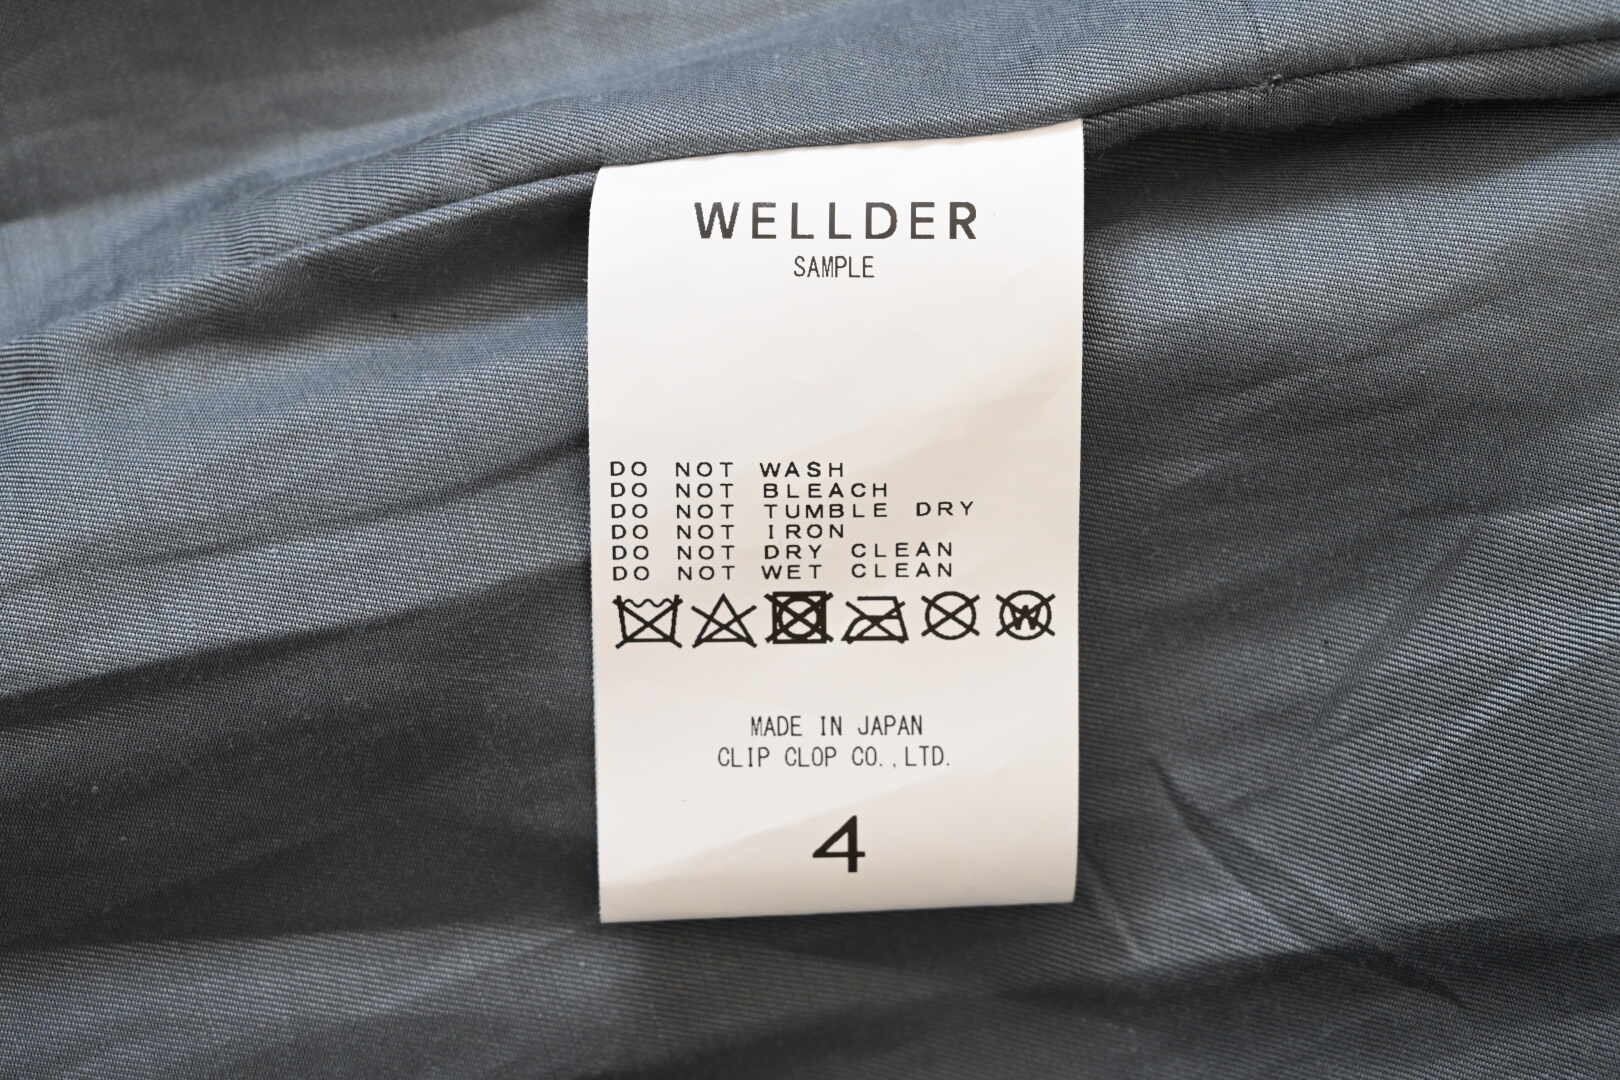 WELLDER
SAMPLE
DO NOT WASH
DO NOT BLEACH
DO NOT TUMBLE DRY
DO NOT IRON
DO NOT DRY CLEAN
DO NOT WET CLEAN
W
MADE IN JAPAN
CLIP CLOP CO.,LTD.
4